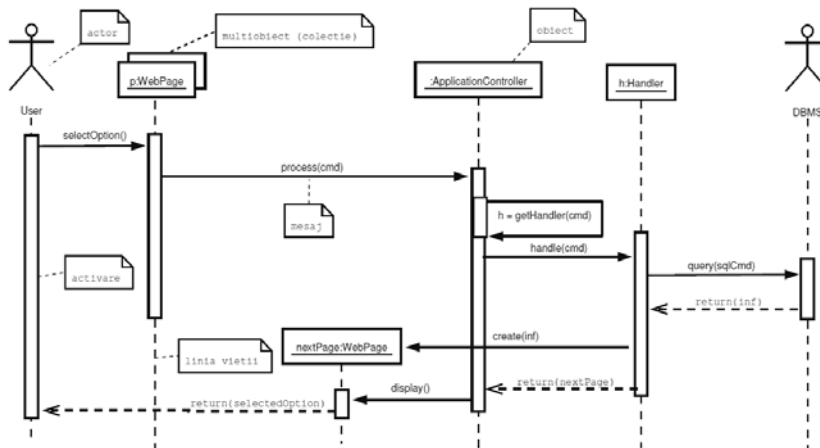 actor
multiobiect (colectie)
obiect
p:WebPage
:ApplicationController
h:Handler
User
DBMS
selectOption()
process(cmd)
mesaj
h = getHandler(cmd)
handle(cmd)
activare
query(sqlCmd)
return(inf)
linia vietii
nextPage:WebPage
create(inf)
return(nextPage)
display()
return(selectedOption)